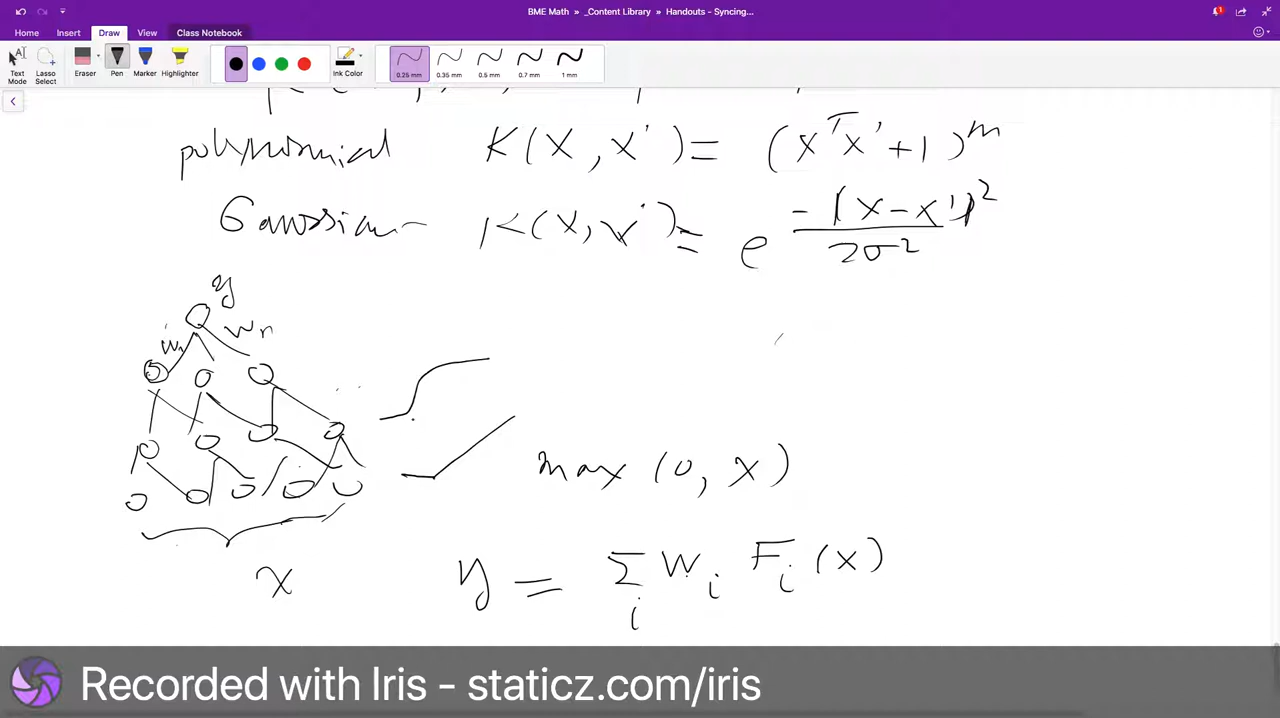 BME Math » _Content Library » Handouts - Syncing...
Home Insert Draw View Class Notebook
Text Mode
Lasso Select
Eraser
Pen
Marker
Highlighter
Ink Color
0.25 mm
0.35 mm
0.5 mm
0.7 mm
1 mm
1
polynomial K(X, x') = (x^T x' + 1)^m
Gaussian K(x, x') = e^(-|x - x'|^2 / 2σ^2)
y
w_n
max (0, x)
x
y = Σ_i W_i F_i (x)
Recorded with Iris - staticz.com/iris